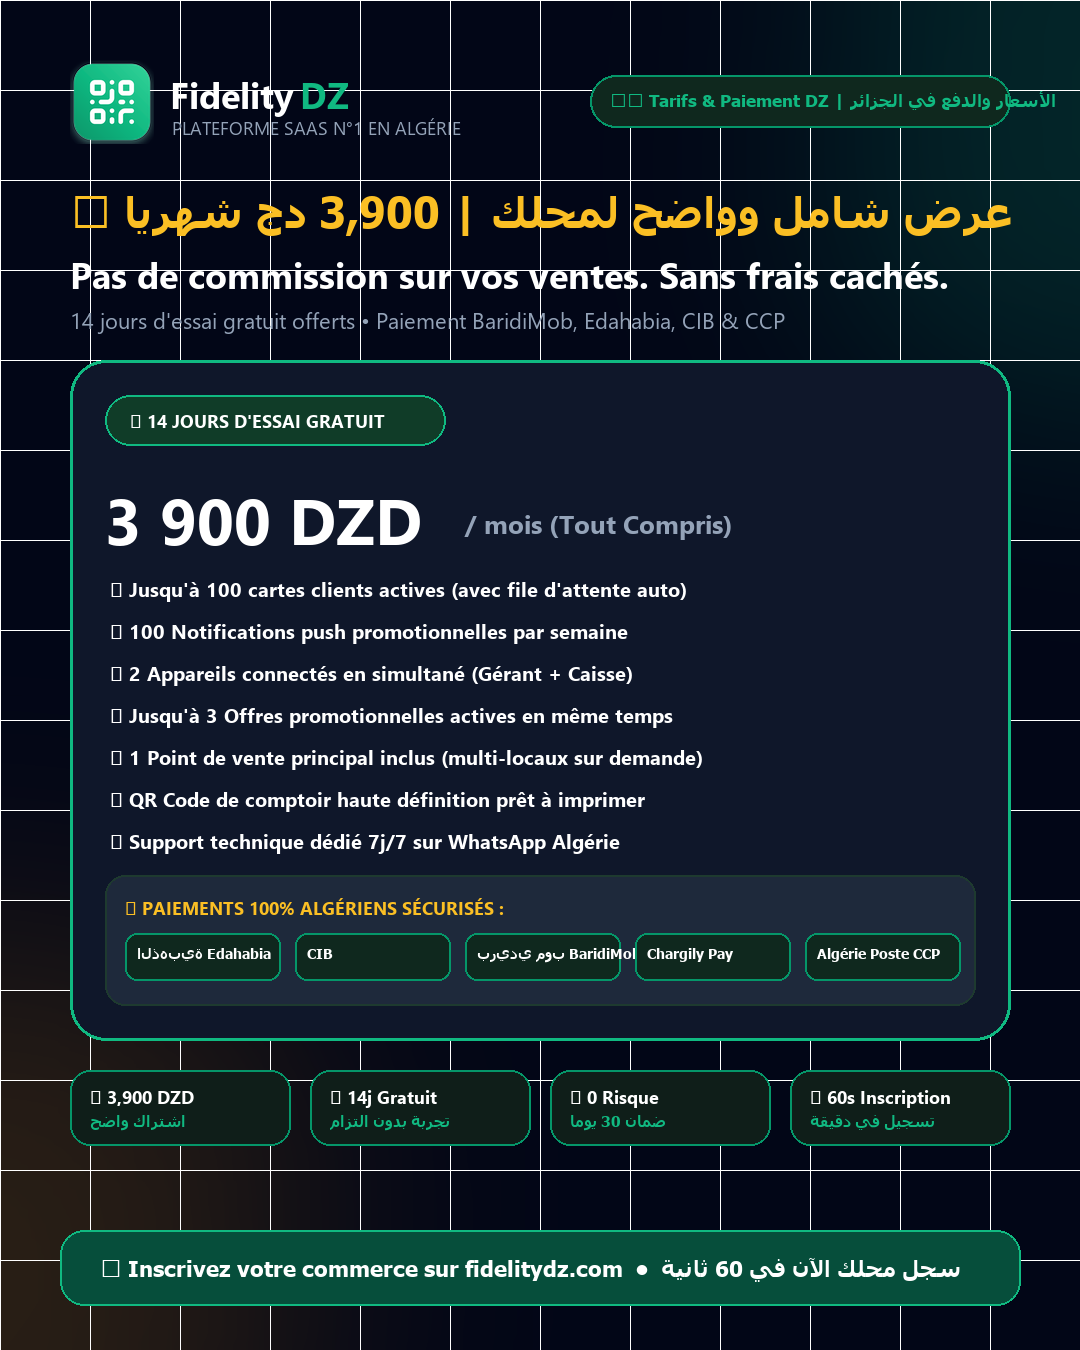 Fidelity DZ
PLATEFORME SAAS N°1 EN ALGÉRIE
Tarifs & Paiement DZ | الأسعار والدفع في الجزائر
عرض شامل وواضح لمحلك | 3,900 دج شهريا
Pas de commission sur vos ventes. Sans frais cachés.
14 jours d'essai gratuit offerts • Paiement BaridiMob, Edahabia, CIB & CCP
14 JOURS D'ESSAI GRATUIT
3 900 DZD / mois (Tout Compris)
Jusqu'à 100 cartes clients actives (avec file d'attente auto)
100 Notifications push promotionnelles par semaine
2 Appareils connectés en simultané (Gérant + Caisse)
Jusqu'à 3 Offres promotionnelles actives en même temps
1 Point de vente principal inclus (multi-locaux sur demande)
QR Code de comptoir haute définition prêt à imprimer
Support technique dédié 7j/7 sur WhatsApp Algérie
PAIEMENTS 100% ALGÉRIENS SÉCURISÉS :
الذهبية Edahabia
CIB
بريدي موب BaridiMob
Chargily Pay
Algérie Poste CCP
3,900 DZD
اشتراك واضح
14j Gratuit
تجربة بدون التزام
0 Risque
ضمان 30 يوما
60s Inscription
تسجيل في دقيقة
Inscrivez votre commerce sur fidelitydz.com • سجل محلك الآن في 60 ثانية